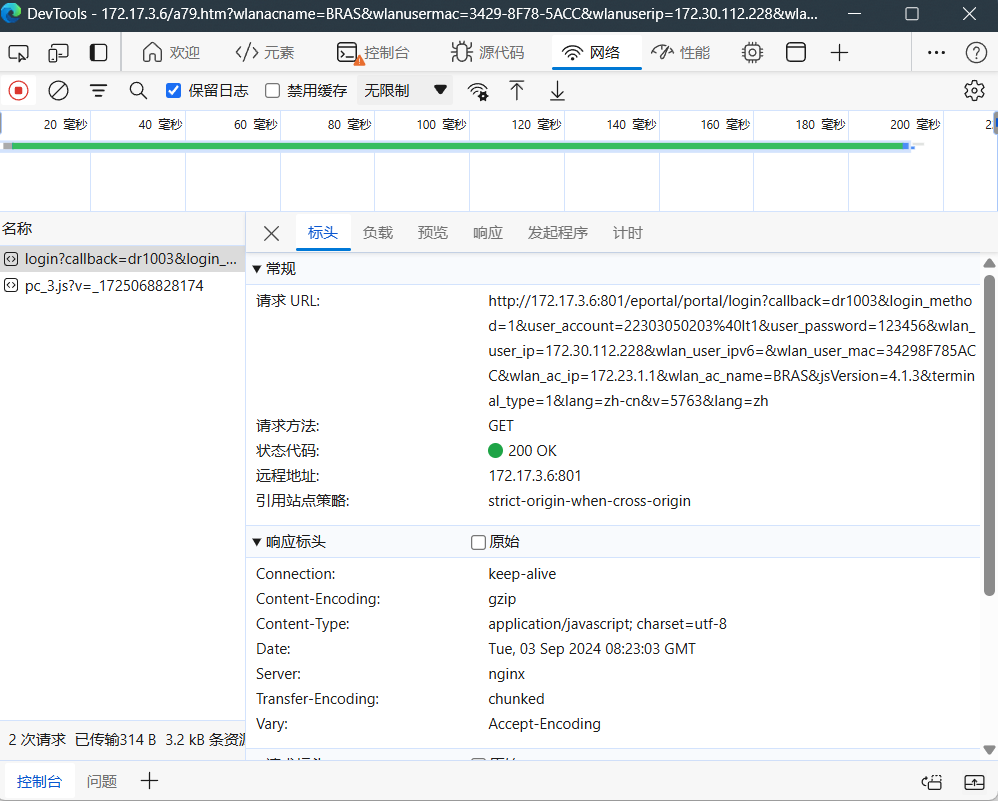 DevTools - 172.17.3.6/a79.htm?wlanacname=BRAS&wlanusermac=3429-8F78-5ACC&wlanuserip=172.30.112.228&wla...
欢迎 元素 控制台 源代码 网络 性能
保留日志 禁用缓存 无限制
20 毫秒 40 毫秒 60 毫秒 80 毫秒 100 毫秒 120 毫秒 140 毫秒 160 毫秒 180 毫秒 200 毫秒 2
名称
login?callback=dr1003&login_...
pc_3.js?v=_1725068828174
标头 负载 预览 响应 发起程序 计时
常规
请求 URL:
http://172.17.3.6:801/eportal/portal/login?callback=dr1003&login_metho
d=1&user_account=22303050203%40lt1&user_password=123456&wlan_
user_ip=172.30.112.228&wlan_user_ipv6=&wlan_user_mac=34298F785AC
C&wlan_ac_ip=172.23.1.1&wlan_ac_name=BRAS&jsVersion=4.1.3&termin
al_type=1&lang=zh-cn&v=5763&lang=zh
请求方法: GET
状态代码: 200 OK
远程地址: 172.17.3.6:801
引用站点策略: strict-origin-when-cross-origin
响应标头 原始
Connection: keep-alive
Content-Encoding: gzip
Content-Type: application/javascript; charset=utf-8
Date: Tue, 03 Sep 2024 08:23:03 GMT
Server: nginx
Transfer-Encoding: chunked
Vary: Accept-Encoding
2 次请求 已传输314 B 3.2 kB 条资源
控制台 问题